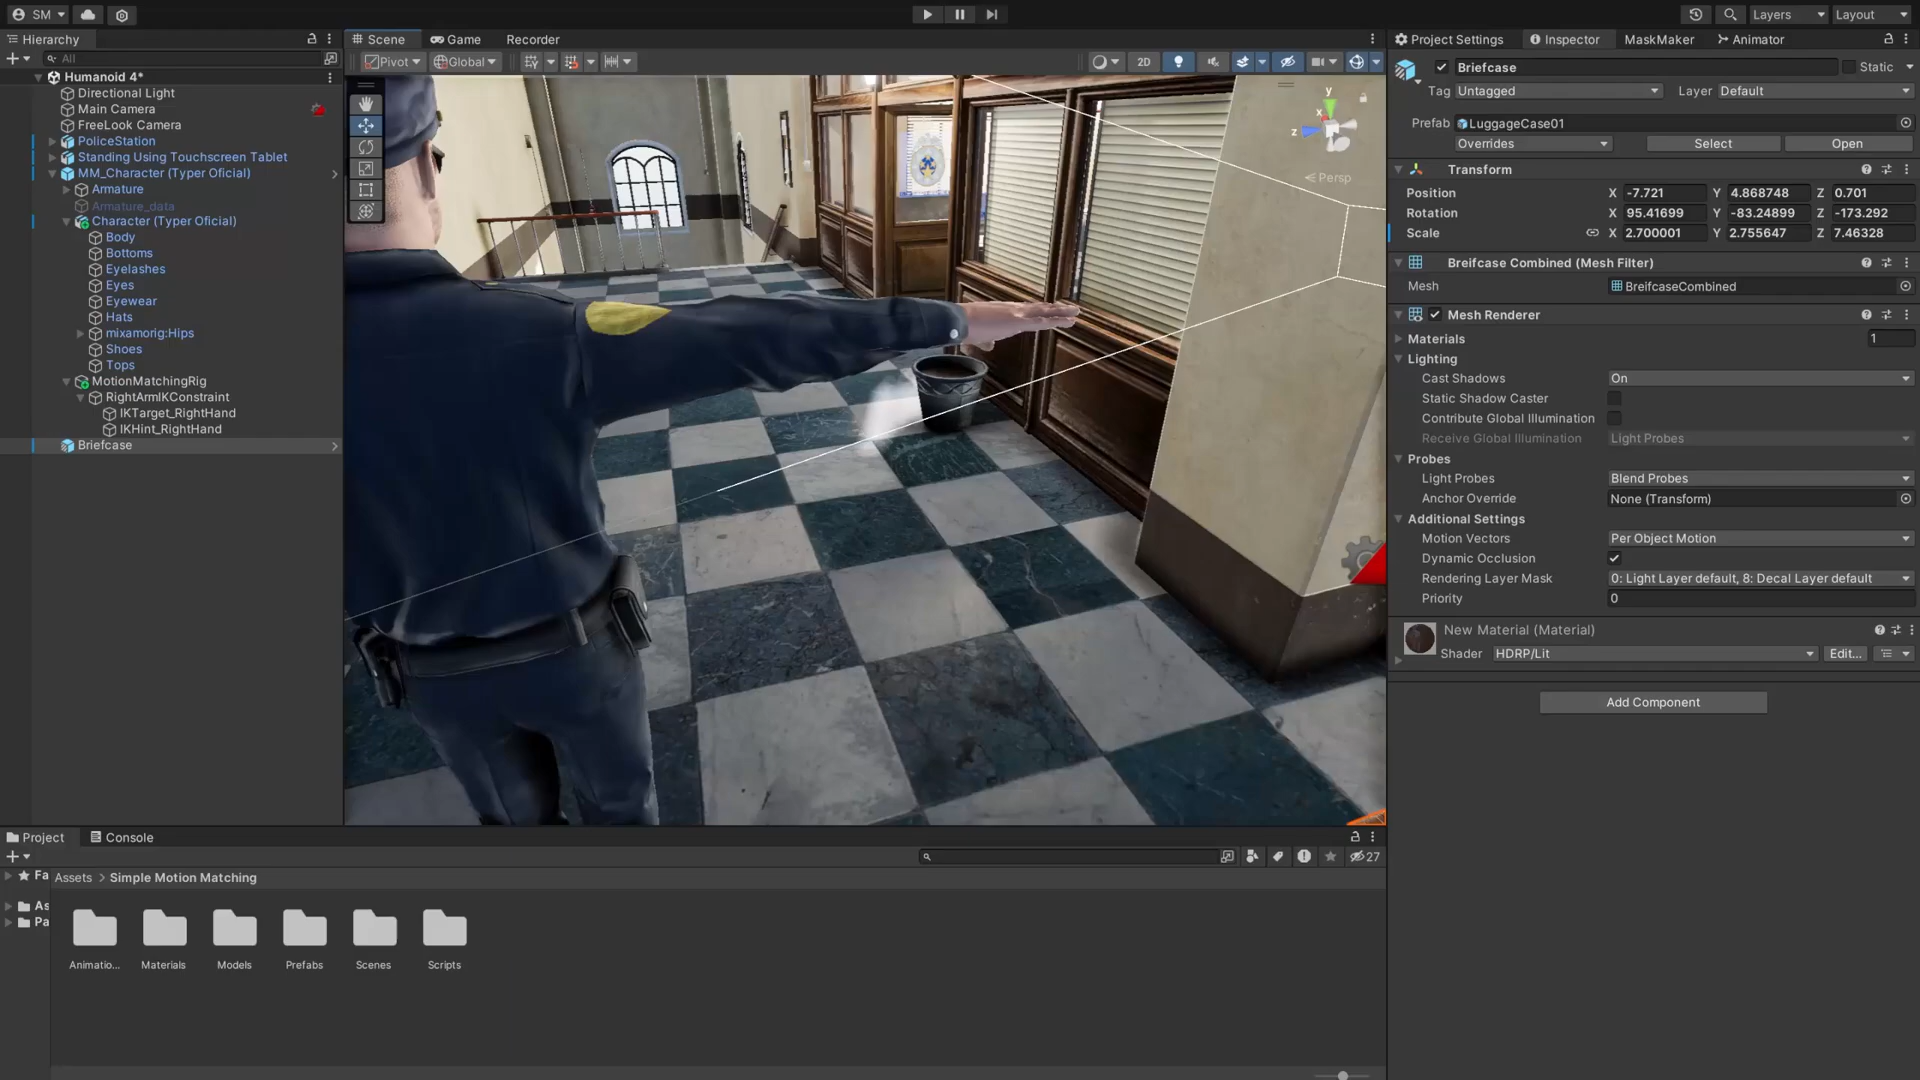 SM
Layers
Layout
Hierarchy
Scene
Game
Recorder
Project Settings
Inspector
MaskMaker
Animator
All
Pivot
Global
2D
Humanoid 4*
Directional Light
Main Camera
FreeLook Camera
PoliceStation
Standing Using Touchscreen Tablet
MM_Character (Typer Oficial)
Armature
Armature_data
Character (Typer Oficial)
Body
Bottoms
Eyelashes
Eyes
Eyewear
Hats
mixamorig:Hips
Shoes
Tops
MotionMatchingRig
RightArmIKConstraint
IKTarget_RightHand
IKHint_RightHand
Briefcase
y
x
z
Persp
Briefcase
Static
Tag Untagged Layer Default
Prefab LuggageCase01
Overrides Select Open
Transform
Position X -7.721 Y 4.868748 Z 0.701
Rotation X 95.41699 Y -83.24899 Z -173.292
Scale X 2.700001 Y 2.755647 Z 7.46328
Breifcase Combined (Mesh Filter)
Mesh BreifcaseCombined
Mesh Renderer
Materials 1
Lighting
Cast Shadows On
Static Shadow Caster
Contribute Global Illumination
Receive Global Illumination Light Probes
Probes
Light Probes Blend Probes
Anchor Override None (Transform)
Additional Settings
Motion Vectors Per Object Motion
Dynamic Occlusion
Rendering Layer Mask 0: Light Layer default, 8: Decal Layer default
Priority 0
New Material (Material)
Shader HDRP/Lit Edit...
Add Component
Project
Console
27
Fa
As
Pa
Assets > Simple Motion Matching
Animatio...
Materials
Models
Prefabs
Scenes
Scripts